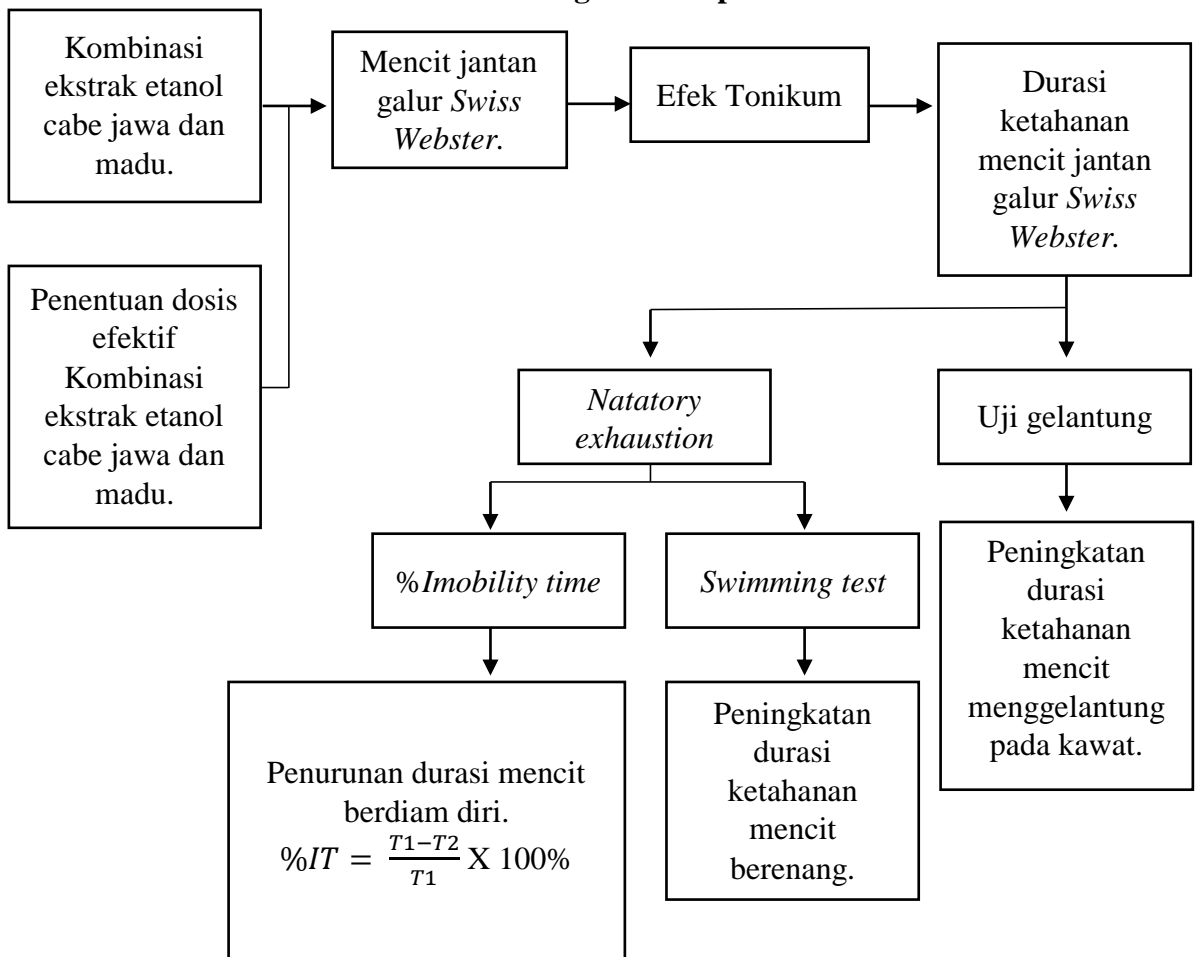 Kombinasi
ekstrak etanol
cabe jawa dan
madu.
Mencit jantan
galur Swiss
Webster.
Efek Tonikum
Durasi
ketahanan
mencit jantan
galur Swiss
Webster.
Penentuan dosis
efektif
Kombinasi
ekstrak etanol
cabe jawa dan
madu.
Natatory
exhaustion
Uji gelantung
%Imobility time
Swimming test
Peningkatan
durasi
ketahanan
mencit
menggelantung
pada kawat.
Penurunan durasi mencit
berdiam diri.
%IT = T1−T2/T1 X 100%
Peningkatan
durasi
ketahanan
mencit
berenang.